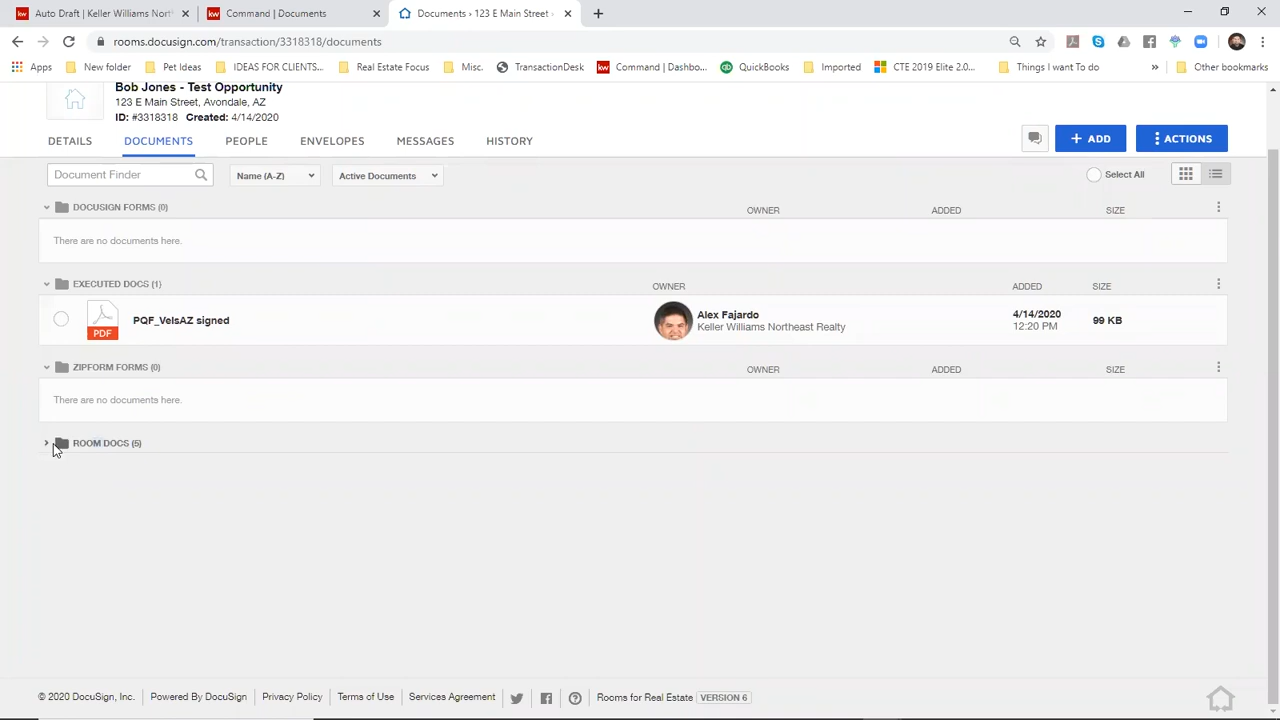 Auto Draft | Keller Williams Nort
Command | Documents
Documents › 123 E Main Street ·
rooms.docusign.com/transaction/3318318/documents
Apps
New folder
Pet Ideas
IDEAS FOR CLIENTS...
Real Estate Focus
Misc.
TransactionDesk
Command | Dashbo...
QuickBooks
Imported
CTE 2019 Elite 2.0...
Things I want To do
»
Other bookmarks
Bob Jones - Test Opportunity
123 E Main Street, Avondale, AZ
ID: #3318318 Created: 4/14/2020
DETAILS
DOCUMENTS
PEOPLE
ENVELOPES
MESSAGES
HISTORY
+ ADD
ACTIONS
Document Finder
Name (A-Z)
Active Documents
Select All
DOCUSIGN FORMS (0)
OWNER
ADDED
SIZE
There are no documents here.
EXECUTED DOCS (1)
OWNER
ADDED
SIZE
PDF
PQF_VelsAZ signed
Alex Fajardo
Keller Williams Northeast Realty
4/14/2020
12:20 PM
99 KB
ZIPFORM FORMS (0)
OWNER
ADDED
SIZE
There are no documents here.
ROOM DOCS (5)
© 2020 DocuSign, Inc.
Powered By DocuSign
Privacy Policy
Terms of Use
Services Agreement
Rooms for Real Estate
VERSION 6